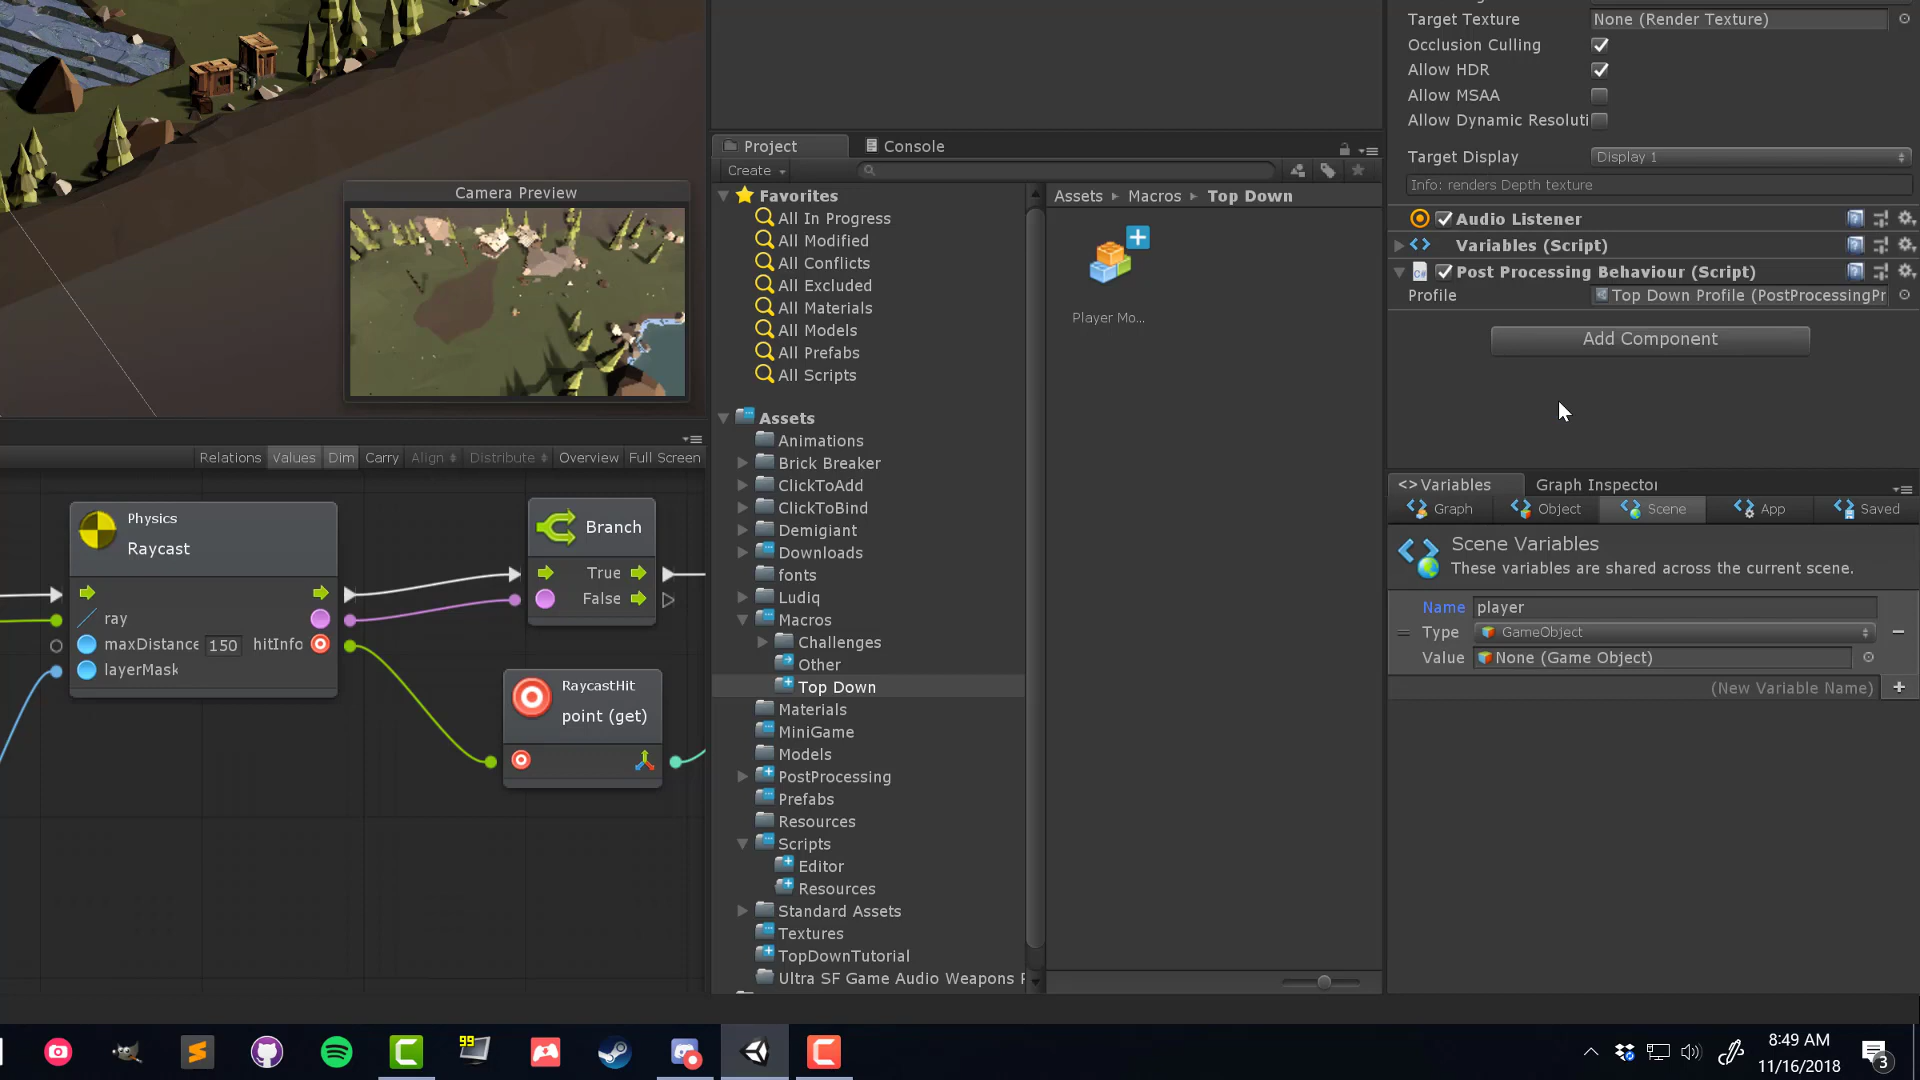 Target Texture None (Render Texture)
Occlusion Culling
Allow HDR
Allow MSAA
Allow Dynamic Resoluti
Target Display Display 1
Info: renders Depth texture
Audio Listener
Variables (Script)
Post Processing Behaviour (Script)
Profile Top Down Profile (PostProcessingPr
Add Component
Camera Preview
Project Console
Create
Favorites
All In Progress
All Modified
All Conflicts
All Excluded
All Materials
All Models
All Prefabs
All Scripts
Assets
Animations
Brick Breaker
ClickToAdd
ClickToBind
Demigiant
Downloads
fonts
Ludiq
Macros
Challenges
Other
Top Down
Materials
MiniGame
Models
PostProcessing
Prefabs
Resources
Scripts
Editor
Resources
Standard Assets
Textures
TopDownTutorial
Ultra SF Game Audio Weapons
Assets Macros Top Down
Player Mo...
Relations Values Dim Carry Align Distribute Overview Full Screen
Physics
Raycast
ray
maxDistance 150 hitInfo
layerMask
Branch
True
False
RaycastHit
point (get)
<> Variables Graph Inspector
Graph Object Scene App Saved
Scene Variables
These variables are shared across the current scene.
Name player
Type GameObject
Value None (Game Object)
(New Variable Name)
99
8:49 AM
11/16/2018
3